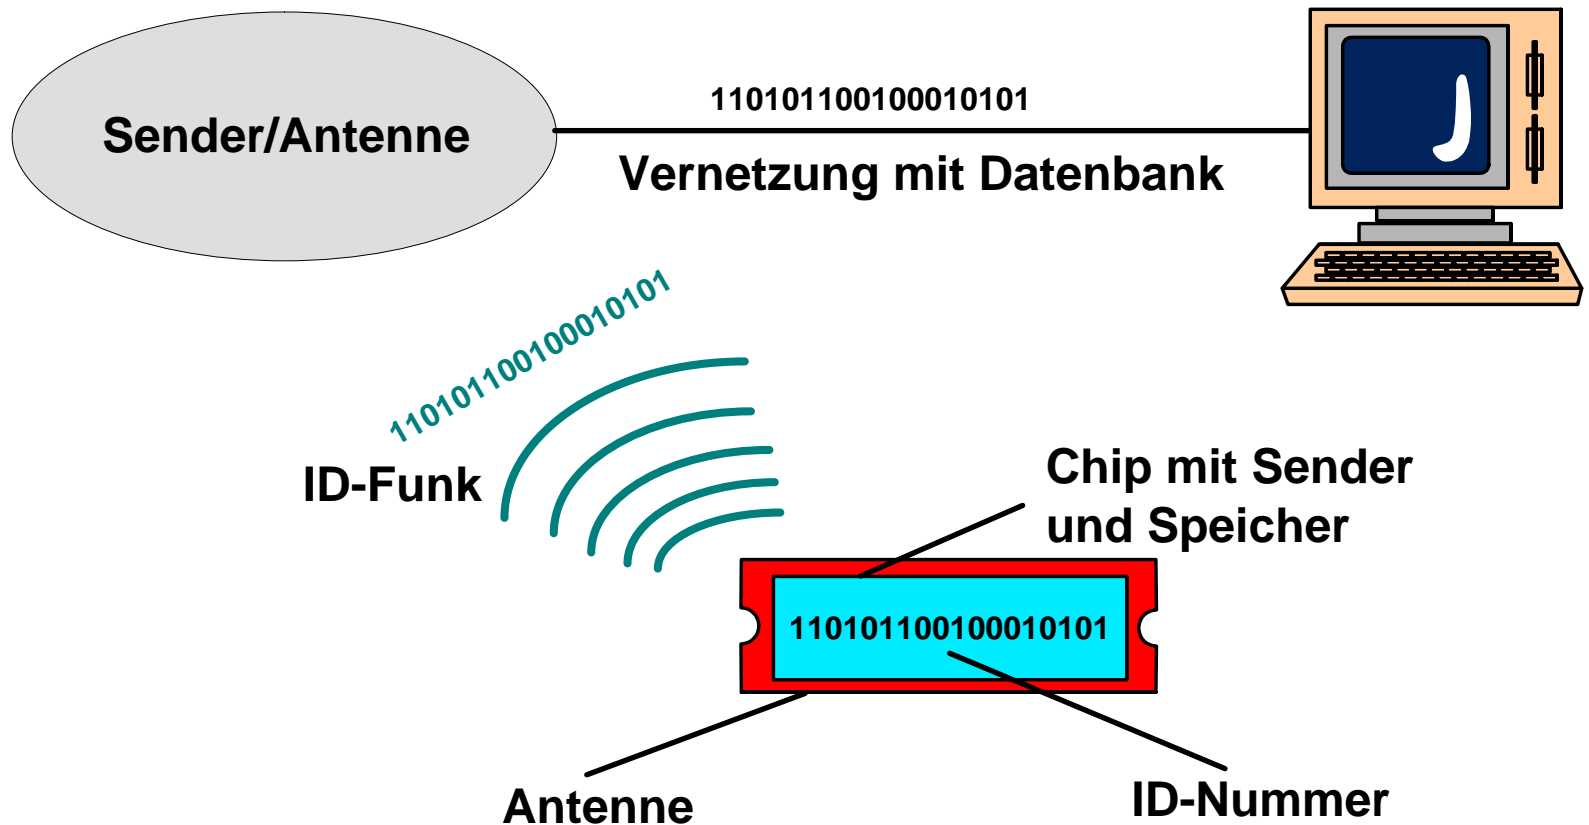 110101100100010101
Sender/Antenne
Vernetzung mit Datenbank
110101100100010101
ID-Funk
Chip mit Sender
und Speicher
110101100100010101
Antenne
ID-Nummer